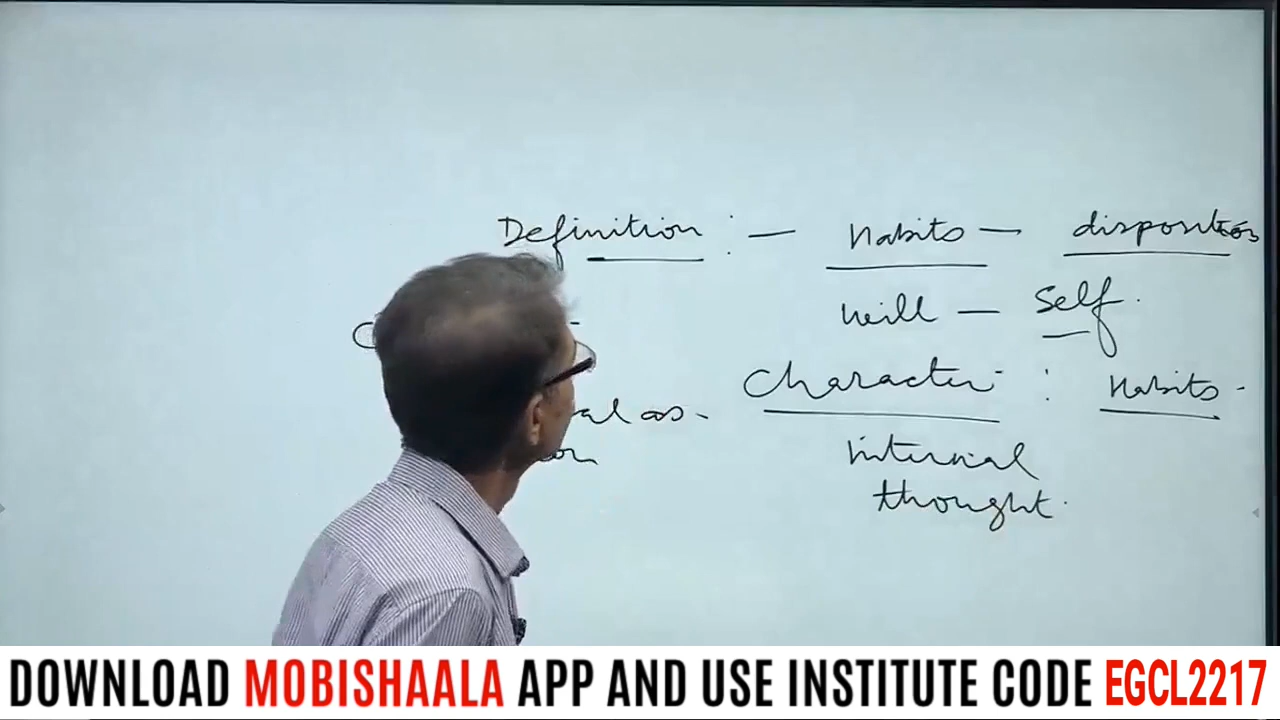 Definition : — Habits — dispositions
Will — Self.
Character : Habits -
internal
thought.
DOWNLOAD MOBISHAALA APP AND USE INSTITUTE CODE EGCL2217